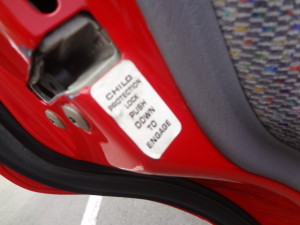 CHILD
PROTECTION
LOCK
PUSH
DOWN
TO
ENGAGE